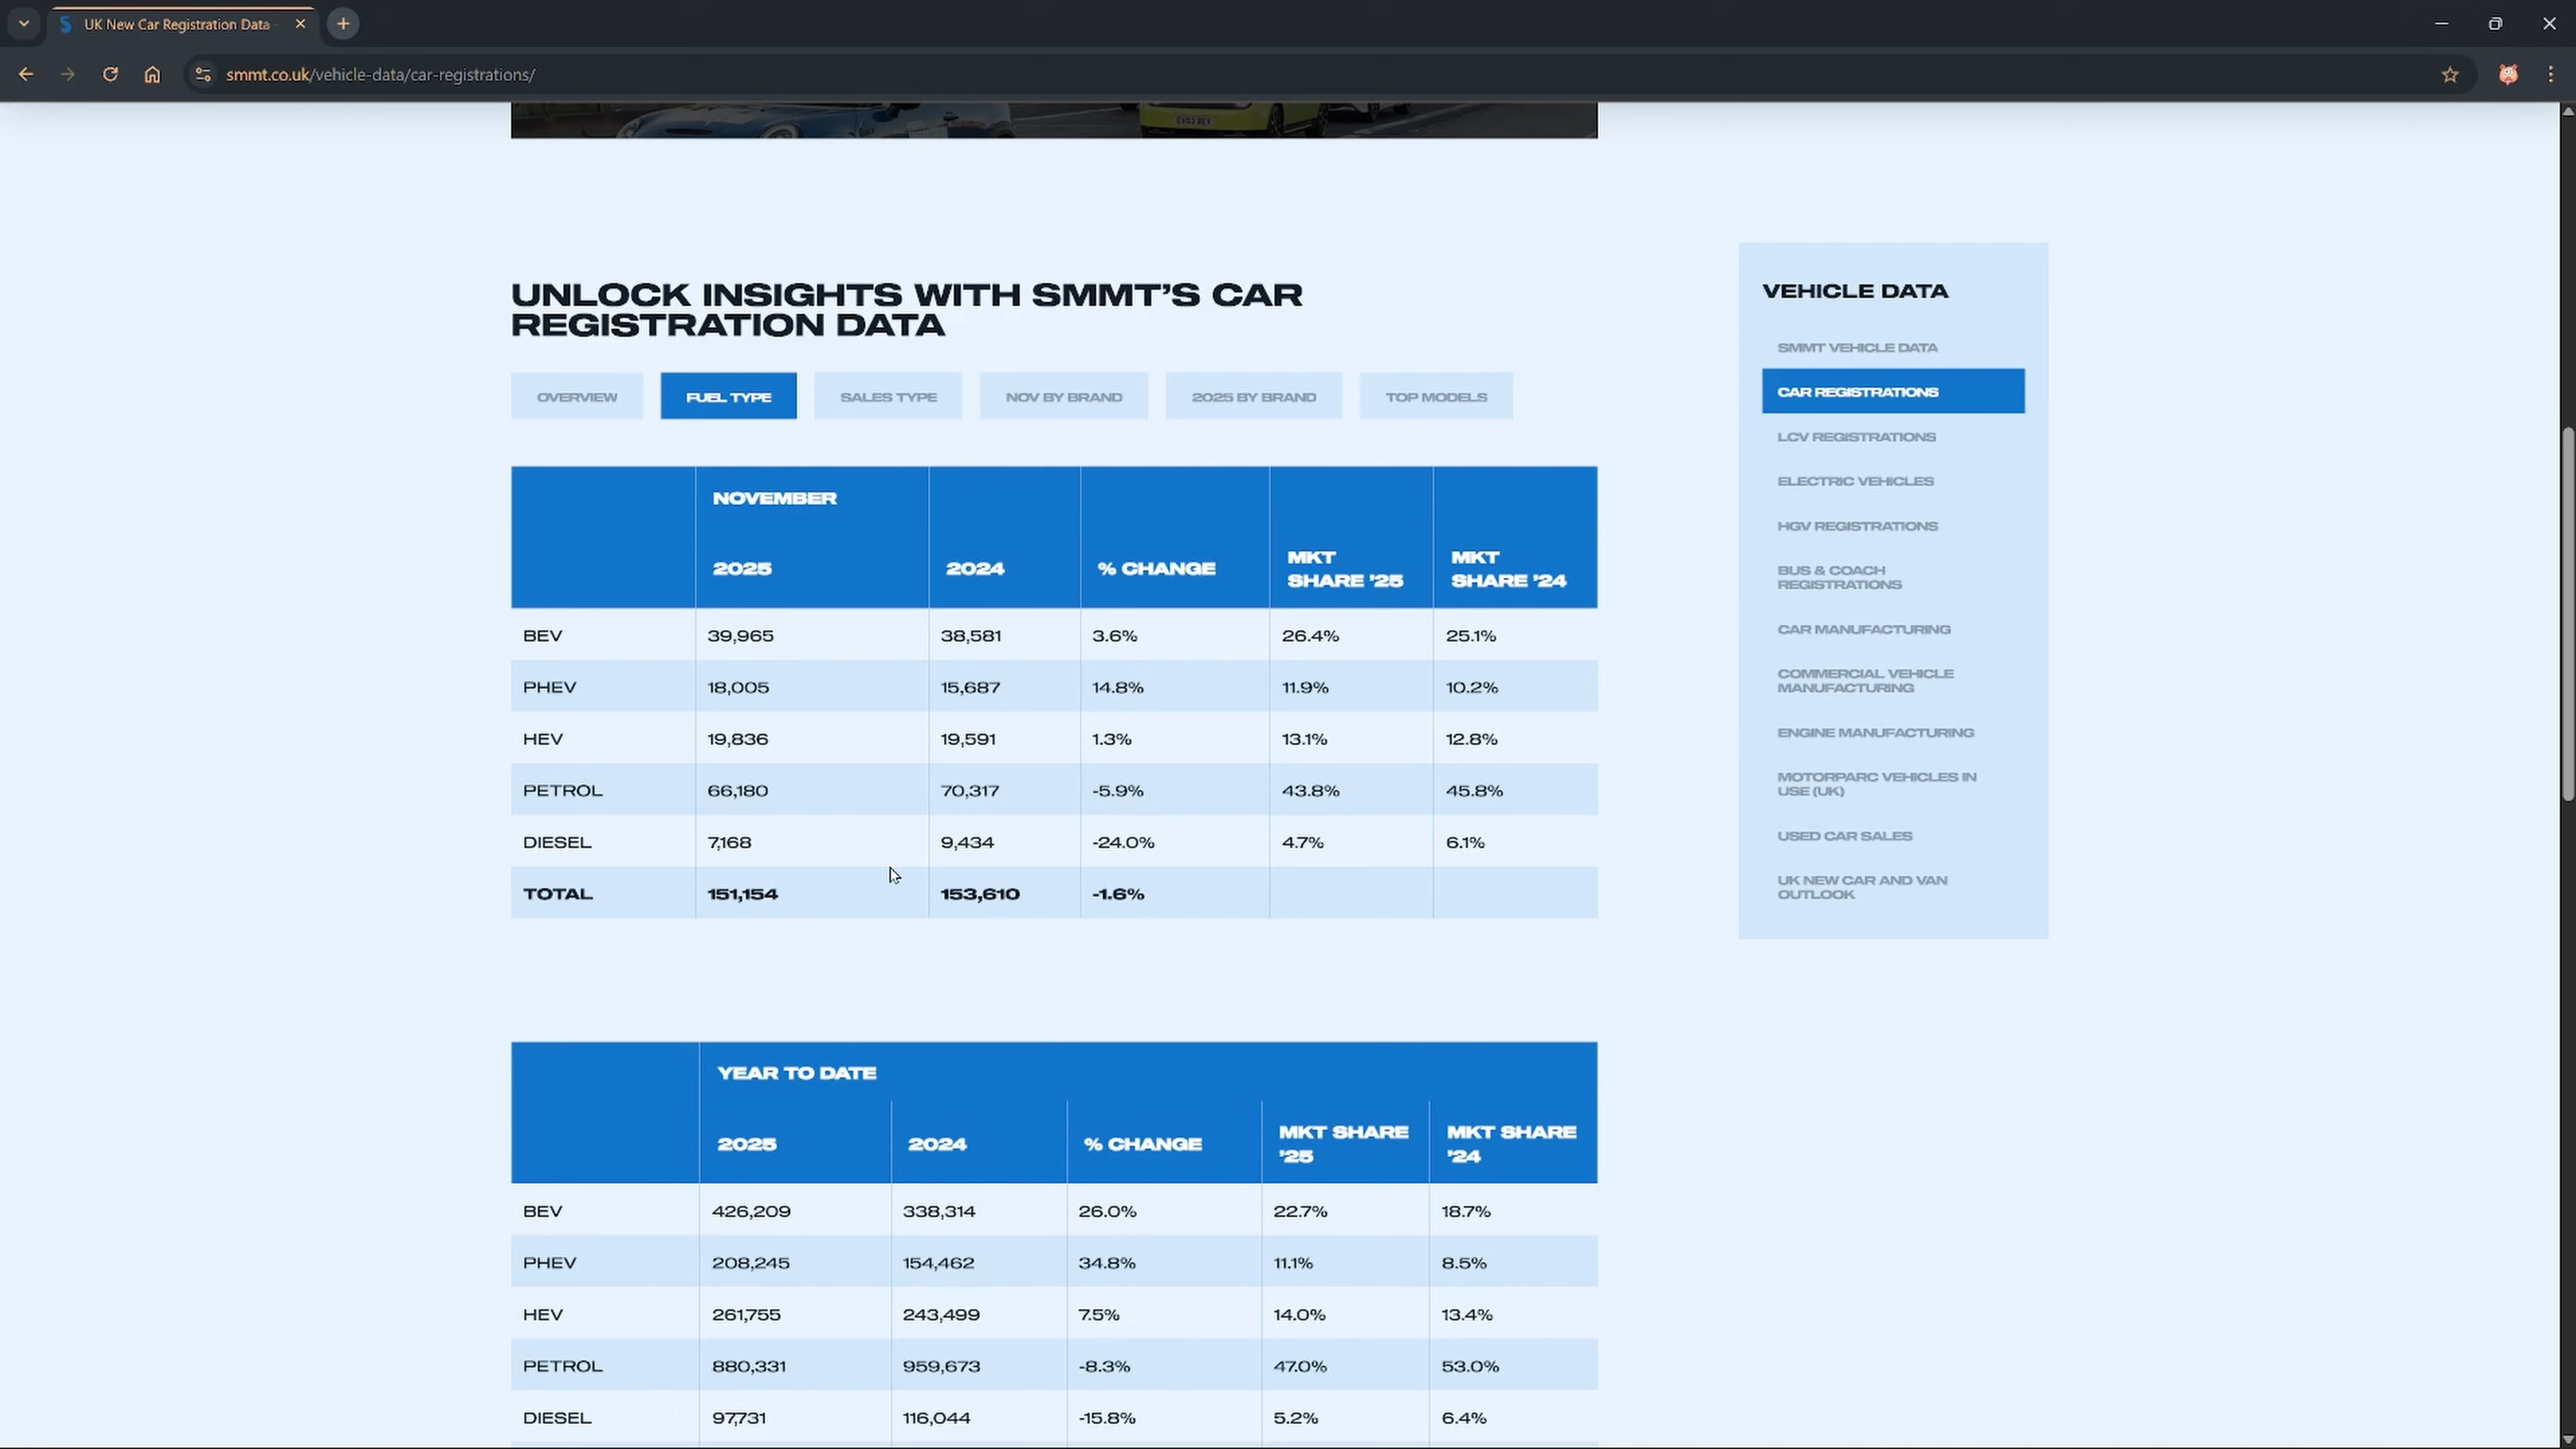 UK New Car Registration Data
smmt.co.uk/vehicle-data/car-registrations/
UNLOCK INSIGHTS WITH SMMT'S CAR
REGISTRATION DATA
OVERVIEW FUEL TYPE SALES TYPE NOV BY BRAND 2025 BY BRAND TOP MODELS
NOVEMBER
2025 2024 % CHANGE MKT SHARE '25 MKT SHARE '24
BEV 39,965 38,581 3.6% 26.4% 25.1%
PHEV 18,005 15,687 14.8% 11.9% 10.2%
HEV 19,836 19,591 1.3% 13.1% 12.8%
PETROL 66,180 70,317 -5.9% 43.8% 45.8%
DIESEL 7,168 9,434 -24.0% 4.7% 6.1%
TOTAL 151,154 153,610 -1.6%
YEAR TO DATE
2025 2024 % CHANGE MKT SHARE '25 MKT SHARE '24
BEV 426,209 338,314 26.0% 22.7% 18.7%
PHEV 208,245 154,462 34.8% 11.1% 8.5%
HEV 261,755 243,499 7.5% 14.0% 13.4%
PETROL 880,331 959,673 -8.3% 47.0% 53.0%
DIESEL 97,731 116,044 -15.8% 5.2% 6.4%
VEHICLE DATA
SMMT VEHICLE DATA
CAR REGISTRATIONS
LCV REGISTRATIONS
ELECTRIC VEHICLES
HGV REGISTRATIONS
BUS & COACH
REGISTRATIONS
CAR MANUFACTURING
COMMERCIAL VEHICLE
MANUFACTURING
ENGINE MANUFACTURING
MOTORPARC VEHICLES IN
USE (UK)
USED CAR SALES
UK NEW CAR AND VAN
OUTLOOK